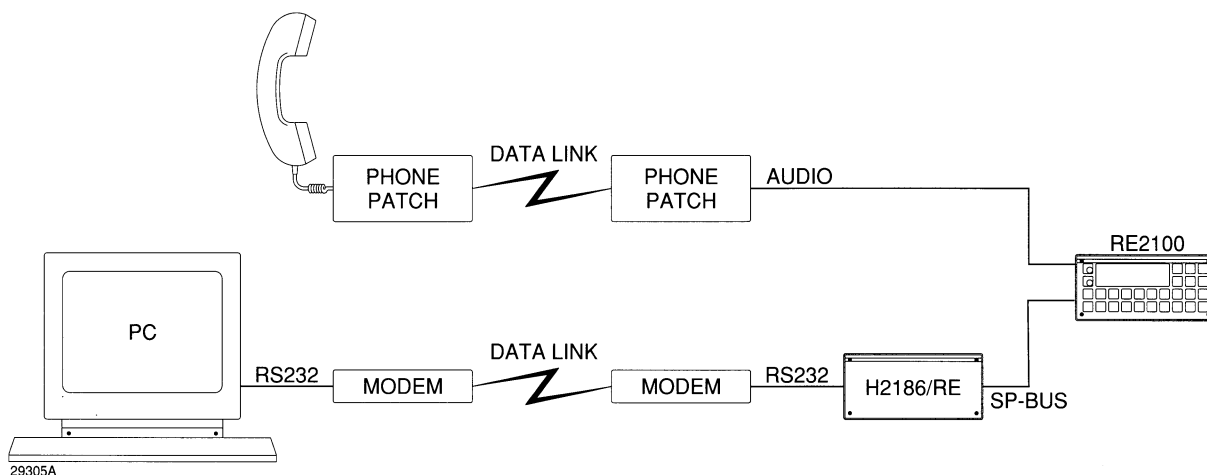 DATA LINK
PHONE
PATCH
PHONE
PATCH
AUDIO
RE2100
PC
RS232
MODEM
DATA LINK
MODEM
RS232
H2186/RE
SP-BUS
29305A